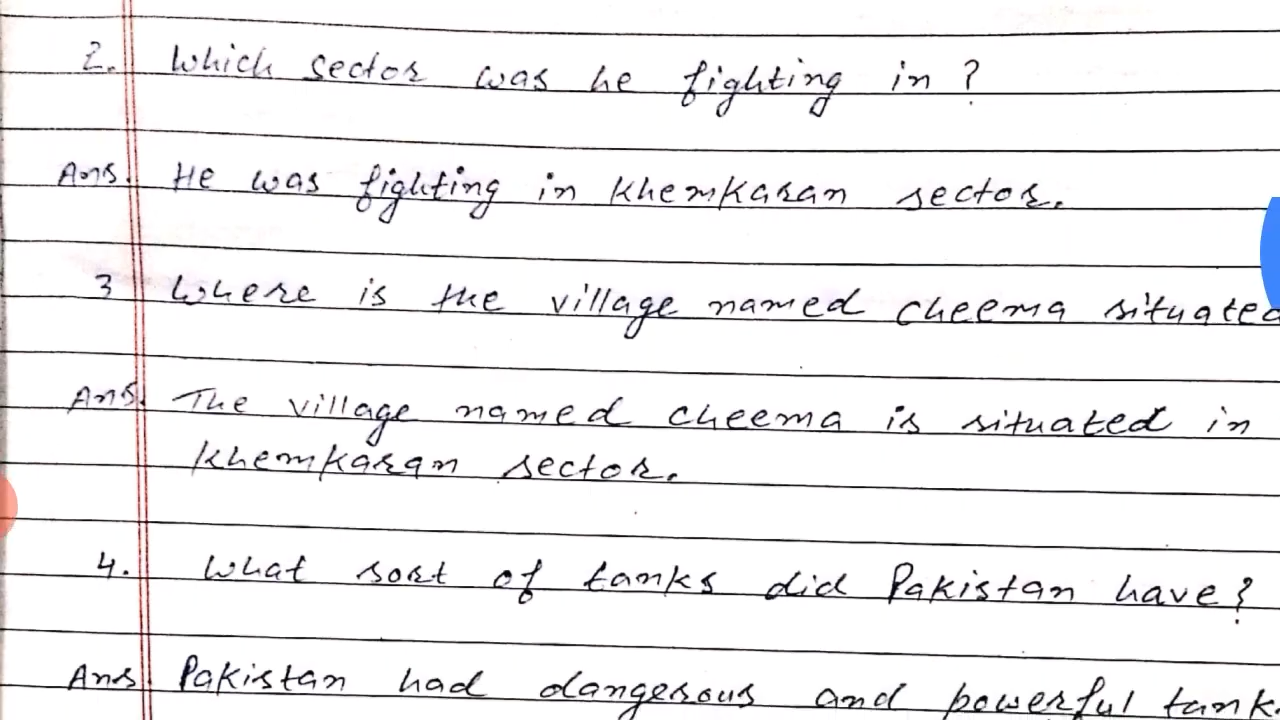 2. Which sector was he fighting in ?
Ans. He was fighting in Khemkaran sector.
3 Where is the village named cheema situated
Ans. The village named cheema is situated in
Khemkaran sector.
4. What sort of tanks did Pakistan have?
Ans Pakistan had dangerous and powerful tank.